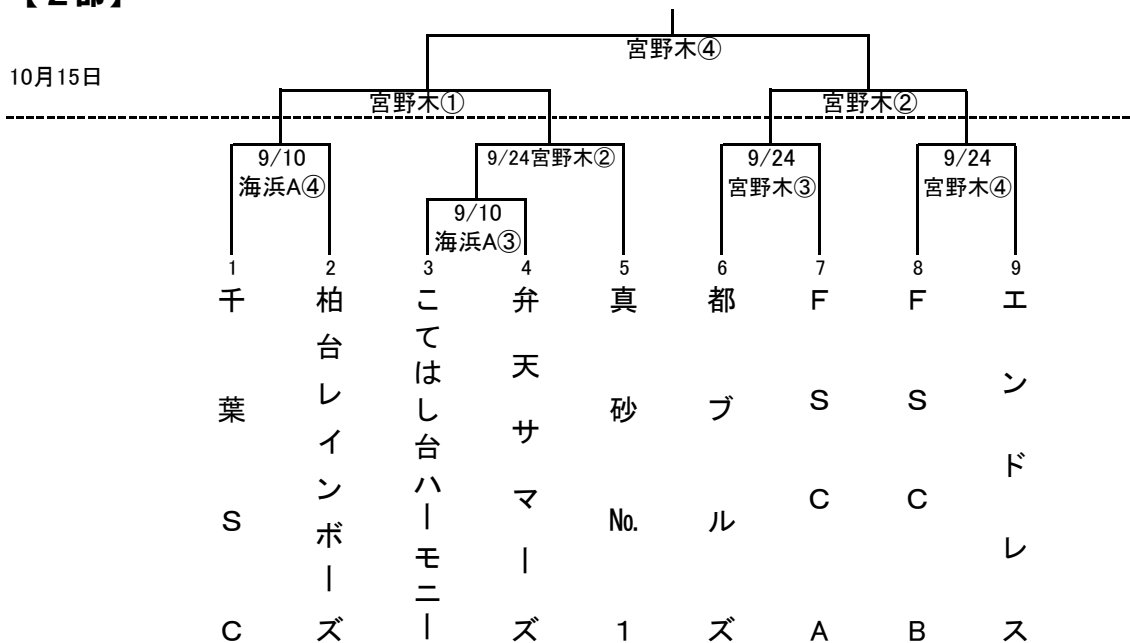 【２部】
宮野木④
10月15日
宮野木①
宮野木②
9/10
海浜A④
9/24宮野木②
9/24
宮野木③
9/24
宮野木④
9/10
海浜A③
1
2
3
4
5
6
7
8
9
千葉ＳＣ
柏台レインボーズ
こてはし台ハーモニー
弁天サマーズ
真砂№1
都ブルズ
ＦＳＣＡ
ＦＳＣＢ
エンドレス